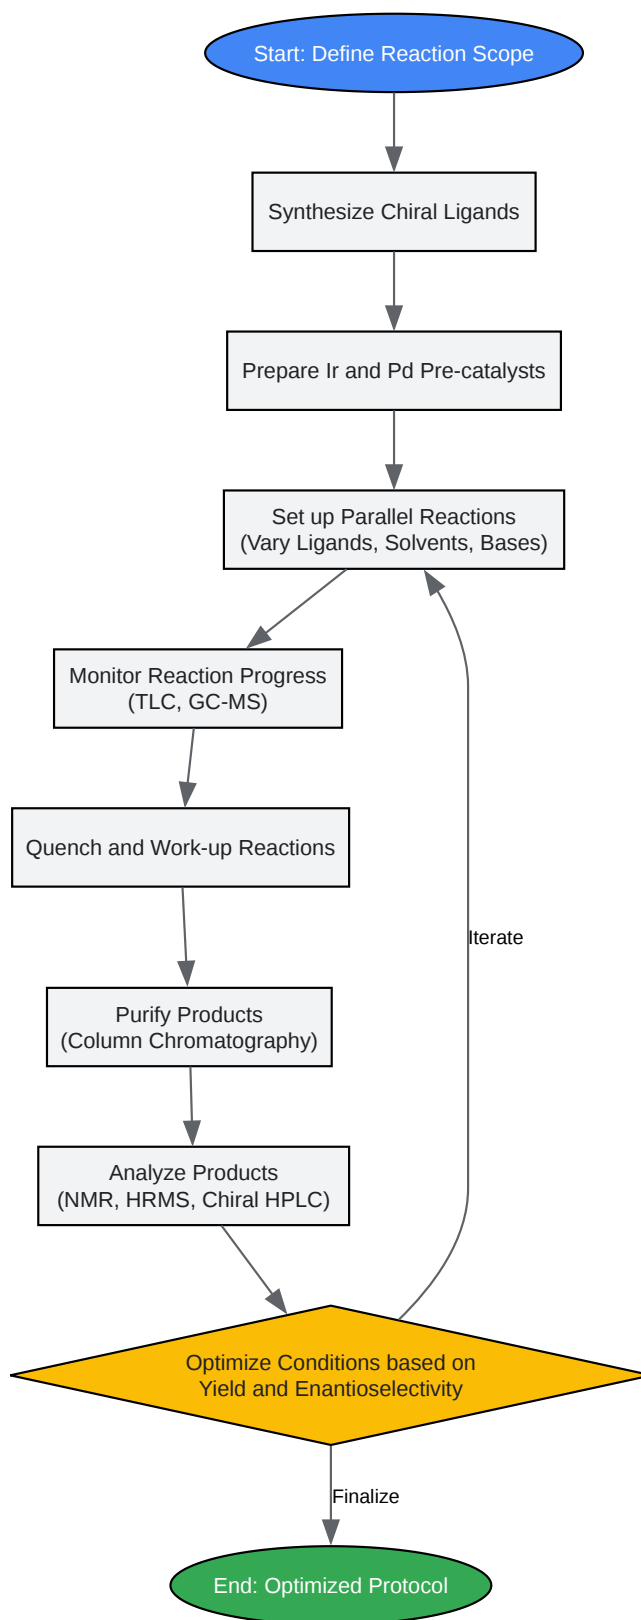 Start: Define Reaction Scope
Synthesize Chiral Ligands
Prepare Ir and Pd Pre-catalysts
Set up Parallel Reactions
(Vary Ligands, Solvents, Bases)
Monitor Reaction Progress
(TLC, GC-MS)
Quench and Work-up Reactions
Iterate
Purify Products
(Column Chromatography)
Analyze Products
(NMR, HRMS, Chiral HPLC)
Optimize Conditions based on
Yield and Enantioselectivity
Finalize
End: Optimized Protocol